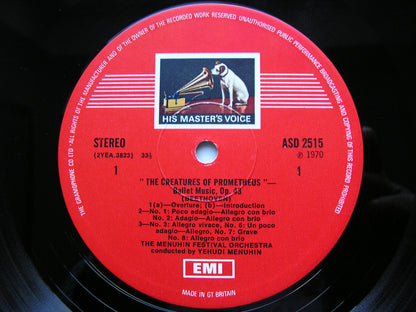 THE GRAMOPHONE CO LTD · ALL RIGHTS OF THE MANUFACTURER AND OF THE OWNER OF THE RECORDED WORK RESERVED · UNAUTHORISED PUBLIC PERFORMANCE BROADCASTING AND COPYING OF THIS RECORD PROHIBITED
HIS MASTER'S VOICE
STEREO
(2YEA.3823) 33⅓
1
ASD 2515
℗ 1970
1
"THE CREATURES OF PROMETHEUS"—
Ballet Music, Op. 43
(BEETHOVEN)
1(a)—Overture; (b)—Introduction
2—No. 1: Poco adagio—Allegro con brio
No. 2: Adagio—Allegro con brio
3—No. 3: Allegro vivace, No. 6: Un poco
adagio—Allegro, No. 7: Grave
No. 8: Allegro con brio
THE MENUHIN FESTIVAL ORCHESTRA
conducted by YEHUDI MENUHIN
EMI
MADE IN GT BRITAIN